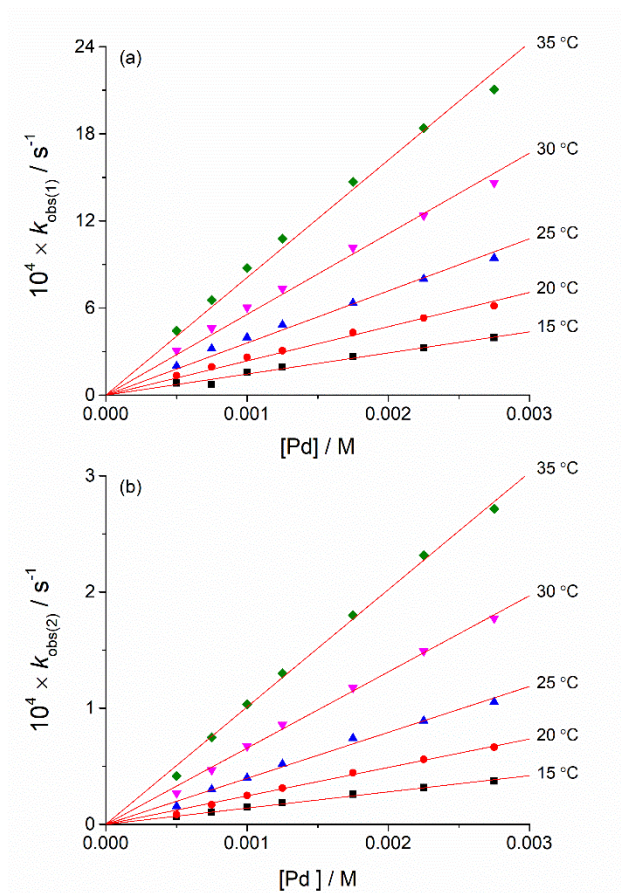 (a)
35 °C
30 °C
25 °C
20 °C
15 °C
24
18
12
6
0
10⁴ × k obs(1) / s⁻¹
0.000
0.001
0.002
0.003
[Pd] / M
(b)
35 °C
30 °C
25 °C
20 °C
15 °C
3
2
1
0
10⁴ × k obs(2) / s⁻¹
0.000
0.001
0.002
0.003
[Pd ] / M